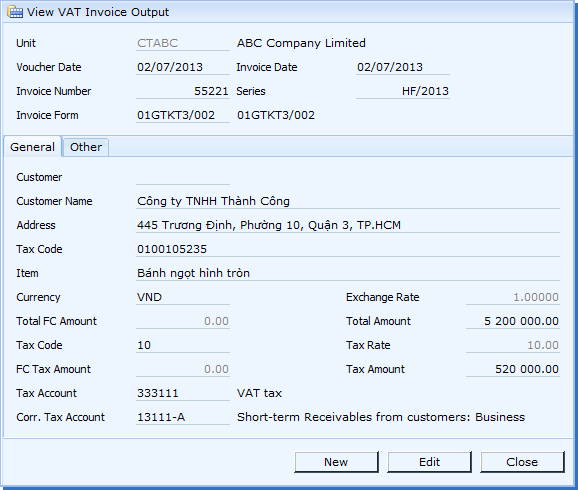 View VAT Invoice Output
Unit CTABC ABC Company Limited
Voucher Date 02/07/2013 Invoice Date 02/07/2013
Invoice Number 55221 Series HF/2013
Invoice Form 01GTKT3/002 01GTKT3/002
General Other
Customer
Customer Name Công ty TNHH Thành Công
Address 445 Trương Định, Phường 10, Quận 3, TP.HCM
Tax Code 0100105235
Item Bánh ngọt hình tròn
Currency VND Exchange Rate 1.00000
Total FC Amount 0.00 Total Amount 5 200 000.00
Tax Code 10 Tax Rate 10.00
FC Tax Amount 0.00 Tax Amount 520 000.00
Tax Account 333111 VAT tax
Corr. Tax Account 13111-A Short-term Receivables from customers: Business
New Edit Close